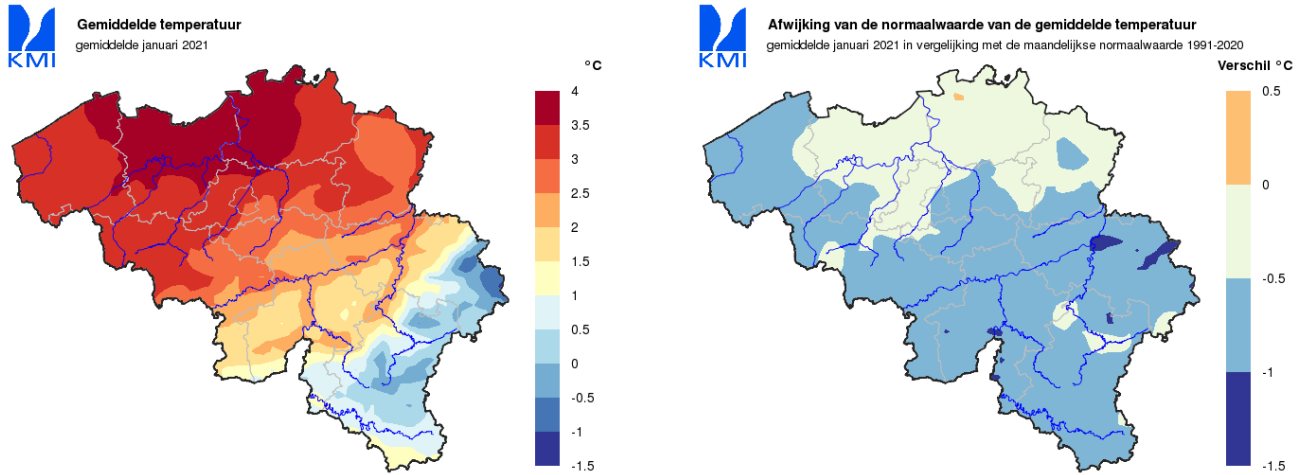 Gemiddelde temperatuur
gemiddelde januari 2021
KMI
°C
4
3.5
3
2.5
2
1.5
1
0.5
0
-0.5
-1
-1.5
Afwijking van de normaalwaarde van de gemiddelde temperatuur
gemiddelde januari 2021 in vergelijking met de maandelijkse normaalwaarde 1991-2020
KMI
Verschil °C
0.5
0
-0.5
-1
-1.5